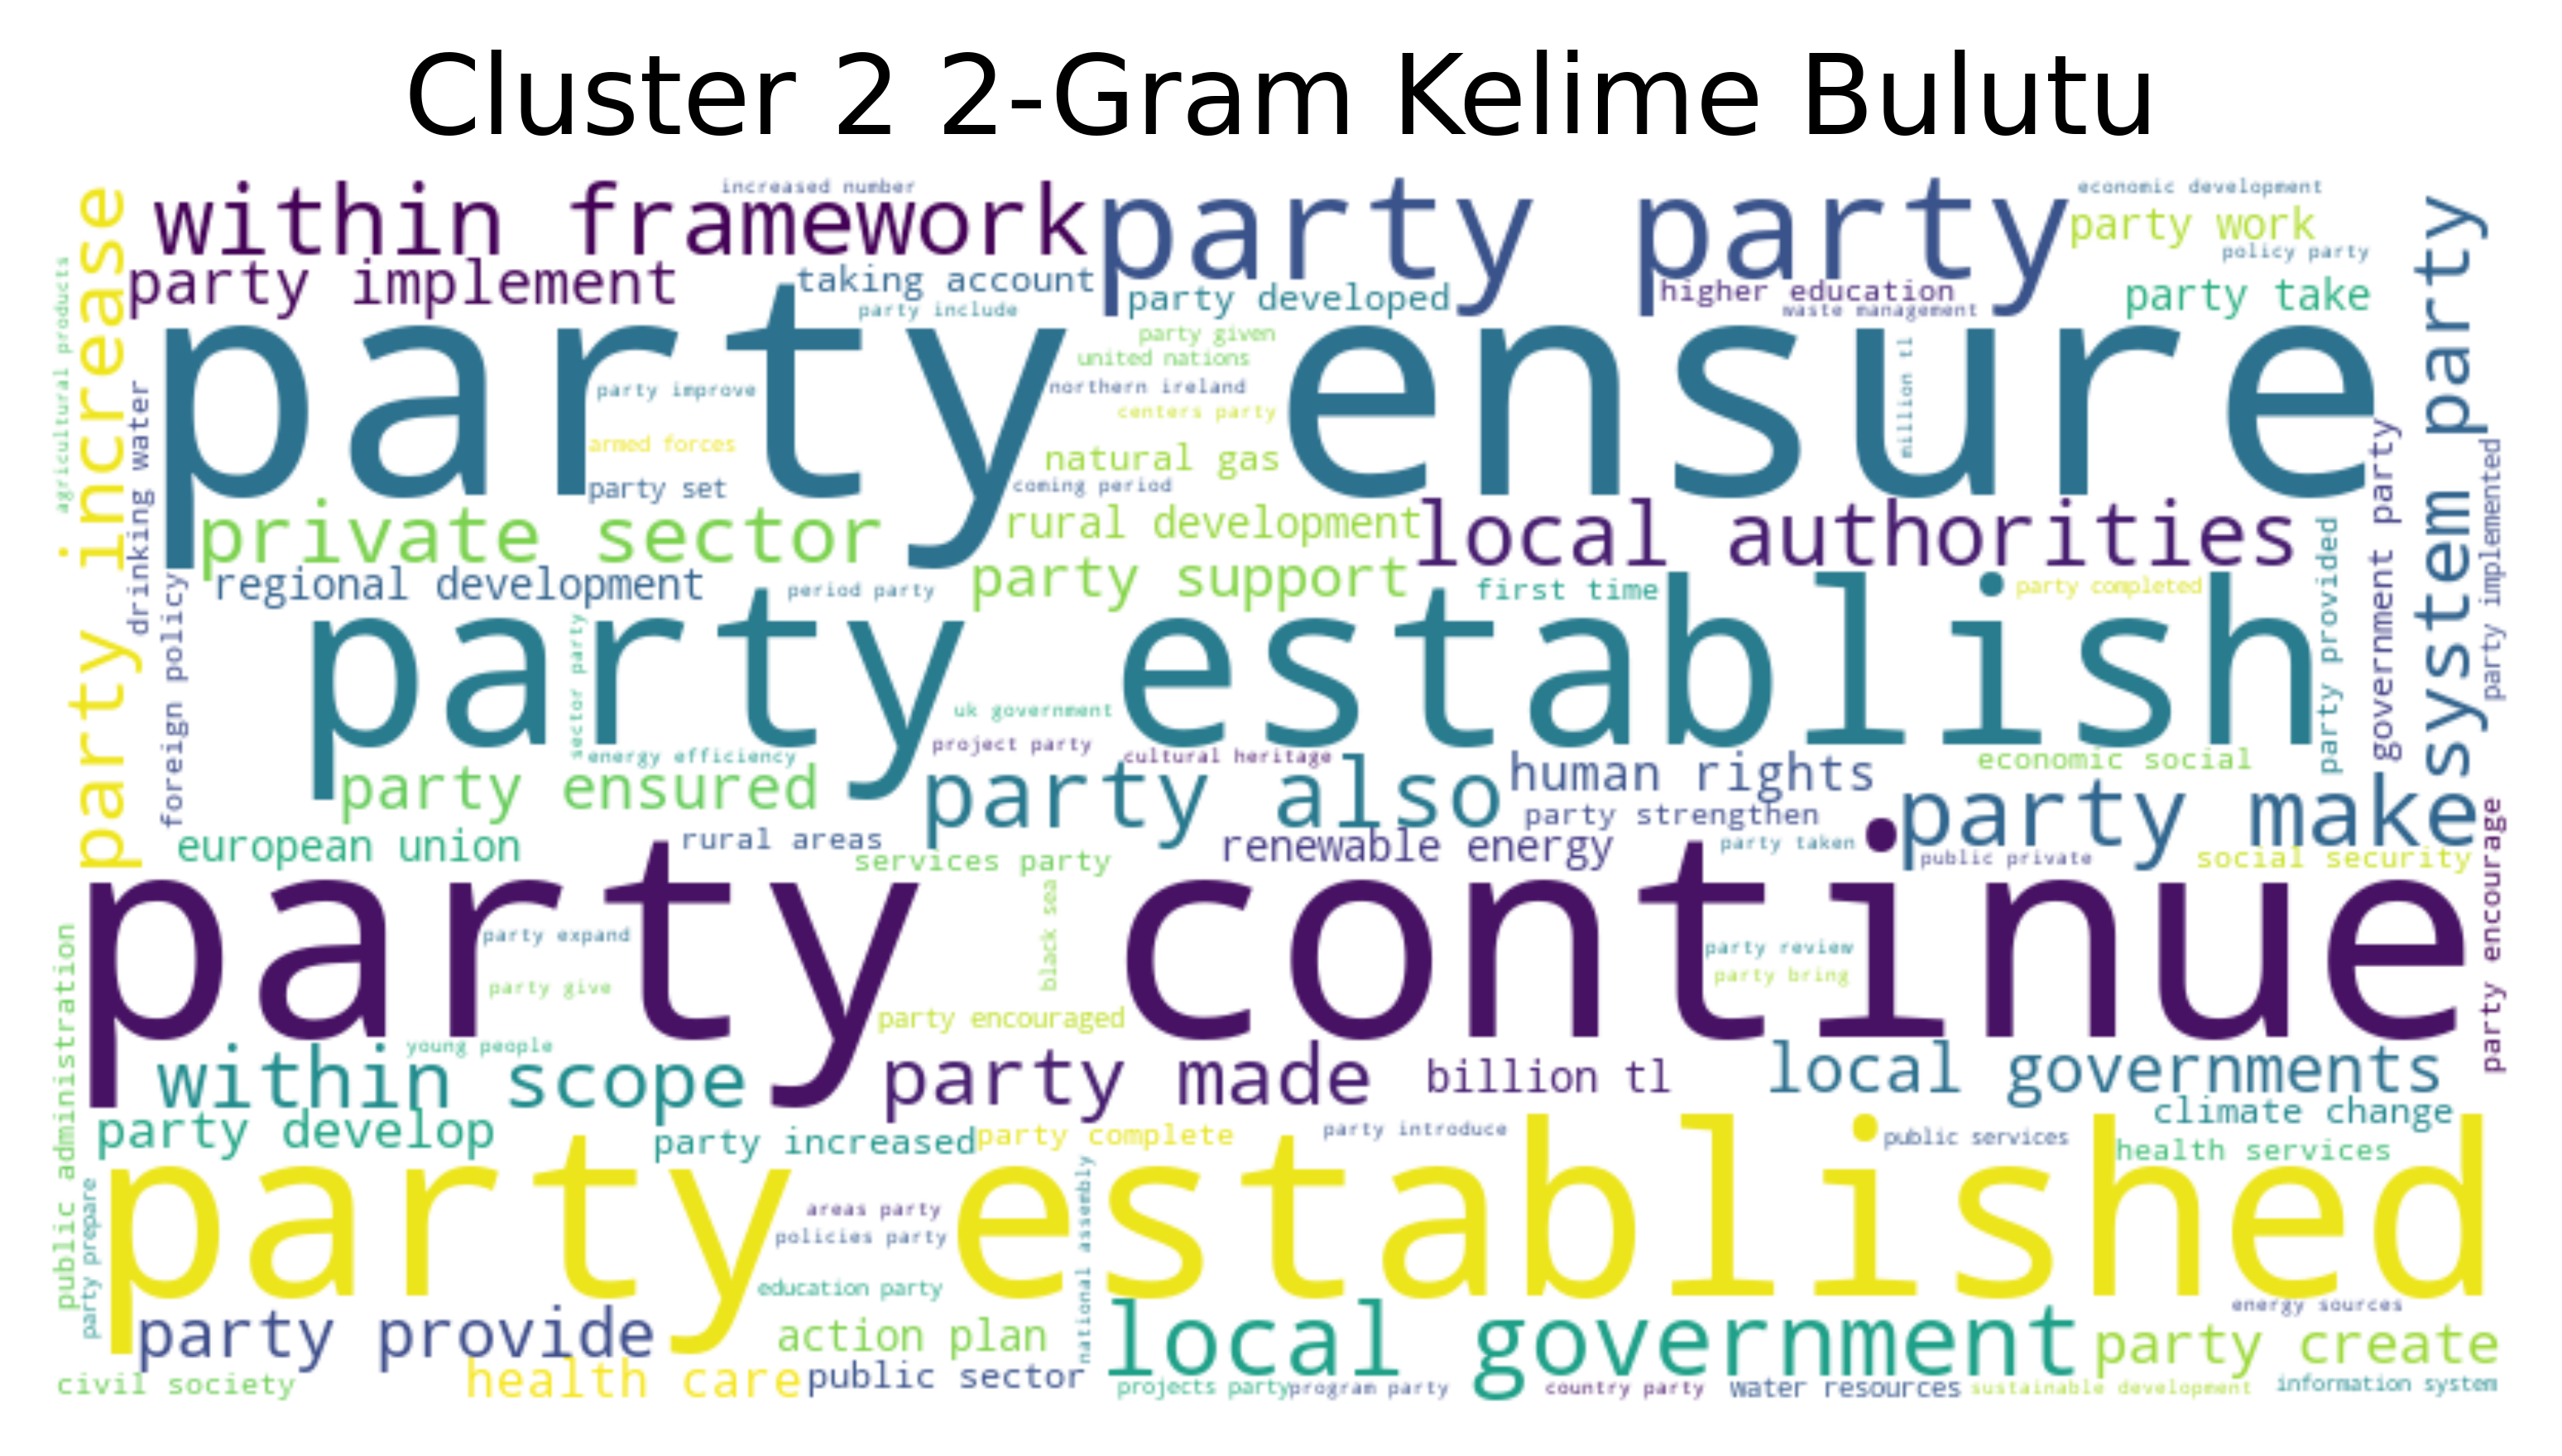 Cluster 2 2-Gram Kelime Bulutu
increased number
economic development
within framework
party party
party work
policy party
party implement
taking account
party include
party developed
higher education
waste management
party take
party increase
agricultural products
drinking water
foreign policy
party ensure
party given
united nations
northern ireland
centers party
party improve
armed forces
party set
natural gas
coming period
million tl
system party
government party
party implemented
private sector
rural development
local authorities
regional development
period party
party support
first time
party completed
party provided
party establish
sector party
uk government
project party
cultural heritage
energy efficiency
party ensured
party also
human rights
economic social
party strengthen
party make
european union
rural areas
services party
renewable energy
party taken
public private
social security
party encourage
party continue
party expand
party give
black sea
party review
party bring
party encouraged
public administration
young people
within scope
party made
billion tl
local governments
climate change
party develop
party increased
party complete
party introduce
public services
health services
party established
party prepare
areas party
policies party
national assembly
education party
energy sources
party provide
action plan
local government
party create
civil society
health care
public sector
projects party
program party
country party
water resources
sustainable development
information system